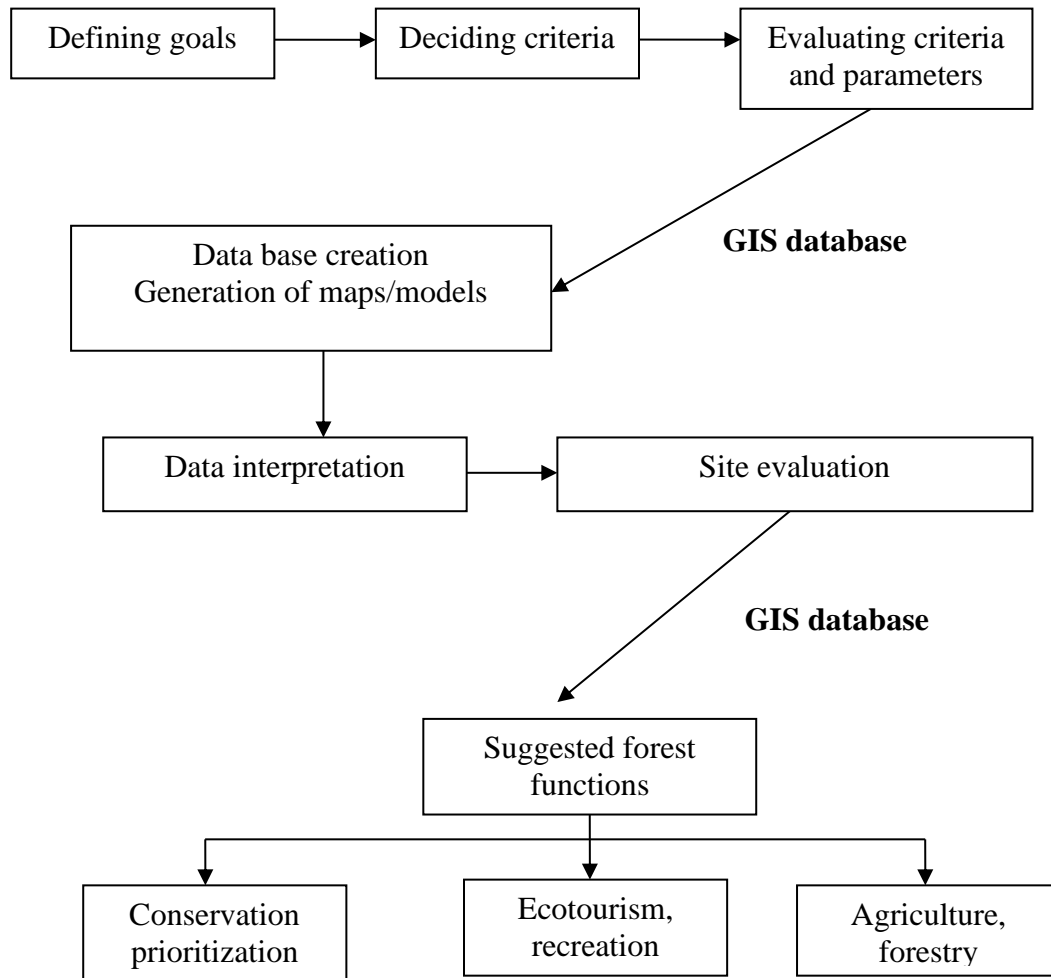 Defining goals
Deciding criteria
Evaluating criteria
and parameters
GIS database
Data base creation
Generation of maps/models
Data interpretation
Site evaluation
GIS database
Suggested forest
functions
Conservation
prioritization
Ecotourism,
recreation
Agriculture,
forestry